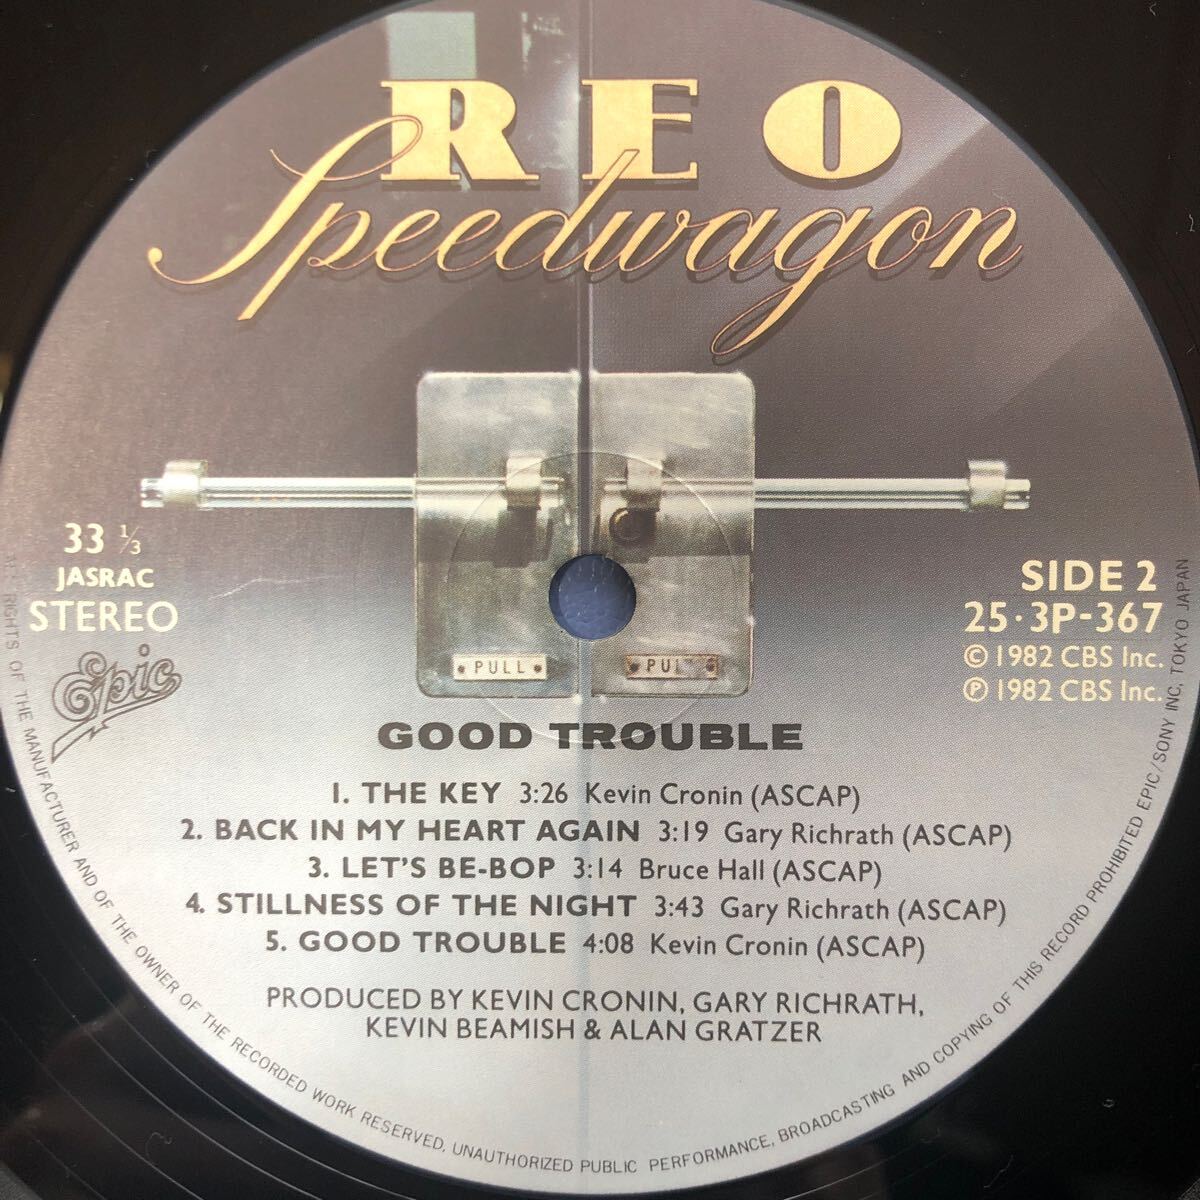 REO
Speedwagon
33 ⅓
JASRAC
STEREO
Epic
SIDE 2
25・3P-367
© 1982 CBS Inc.
℗ 1982 CBS Inc.
PULL
PULL
GOOD TROUBLE
1. THE KEY 3:26 Kevin Cronin (ASCAP)
2. BACK IN MY HEART AGAIN 3:19 Gary Richrath (ASCAP)
3. LET'S BE-BOP 3:14 Bruce Hall (ASCAP)
4. STILLNESS OF THE NIGHT 3:43 Gary Richrath (ASCAP)
5. GOOD TROUBLE 4:08 Kevin Cronin (ASCAP)
PRODUCED BY KEVIN CRONIN, GARY RICHRATH,
KEVIN BEAMISH & ALAN GRATZER
RIGHTS OF THE MANUFACTURER AND OF THE OWNER OF THE RECORDED WORK RESERVED. UNAUTHORIZED PUBLIC PERFORMANCE, BROADCASTING AND COPYING OF THIS RECORD PROHIBITED EPIC/SONY INC, TOKYO JAPAN